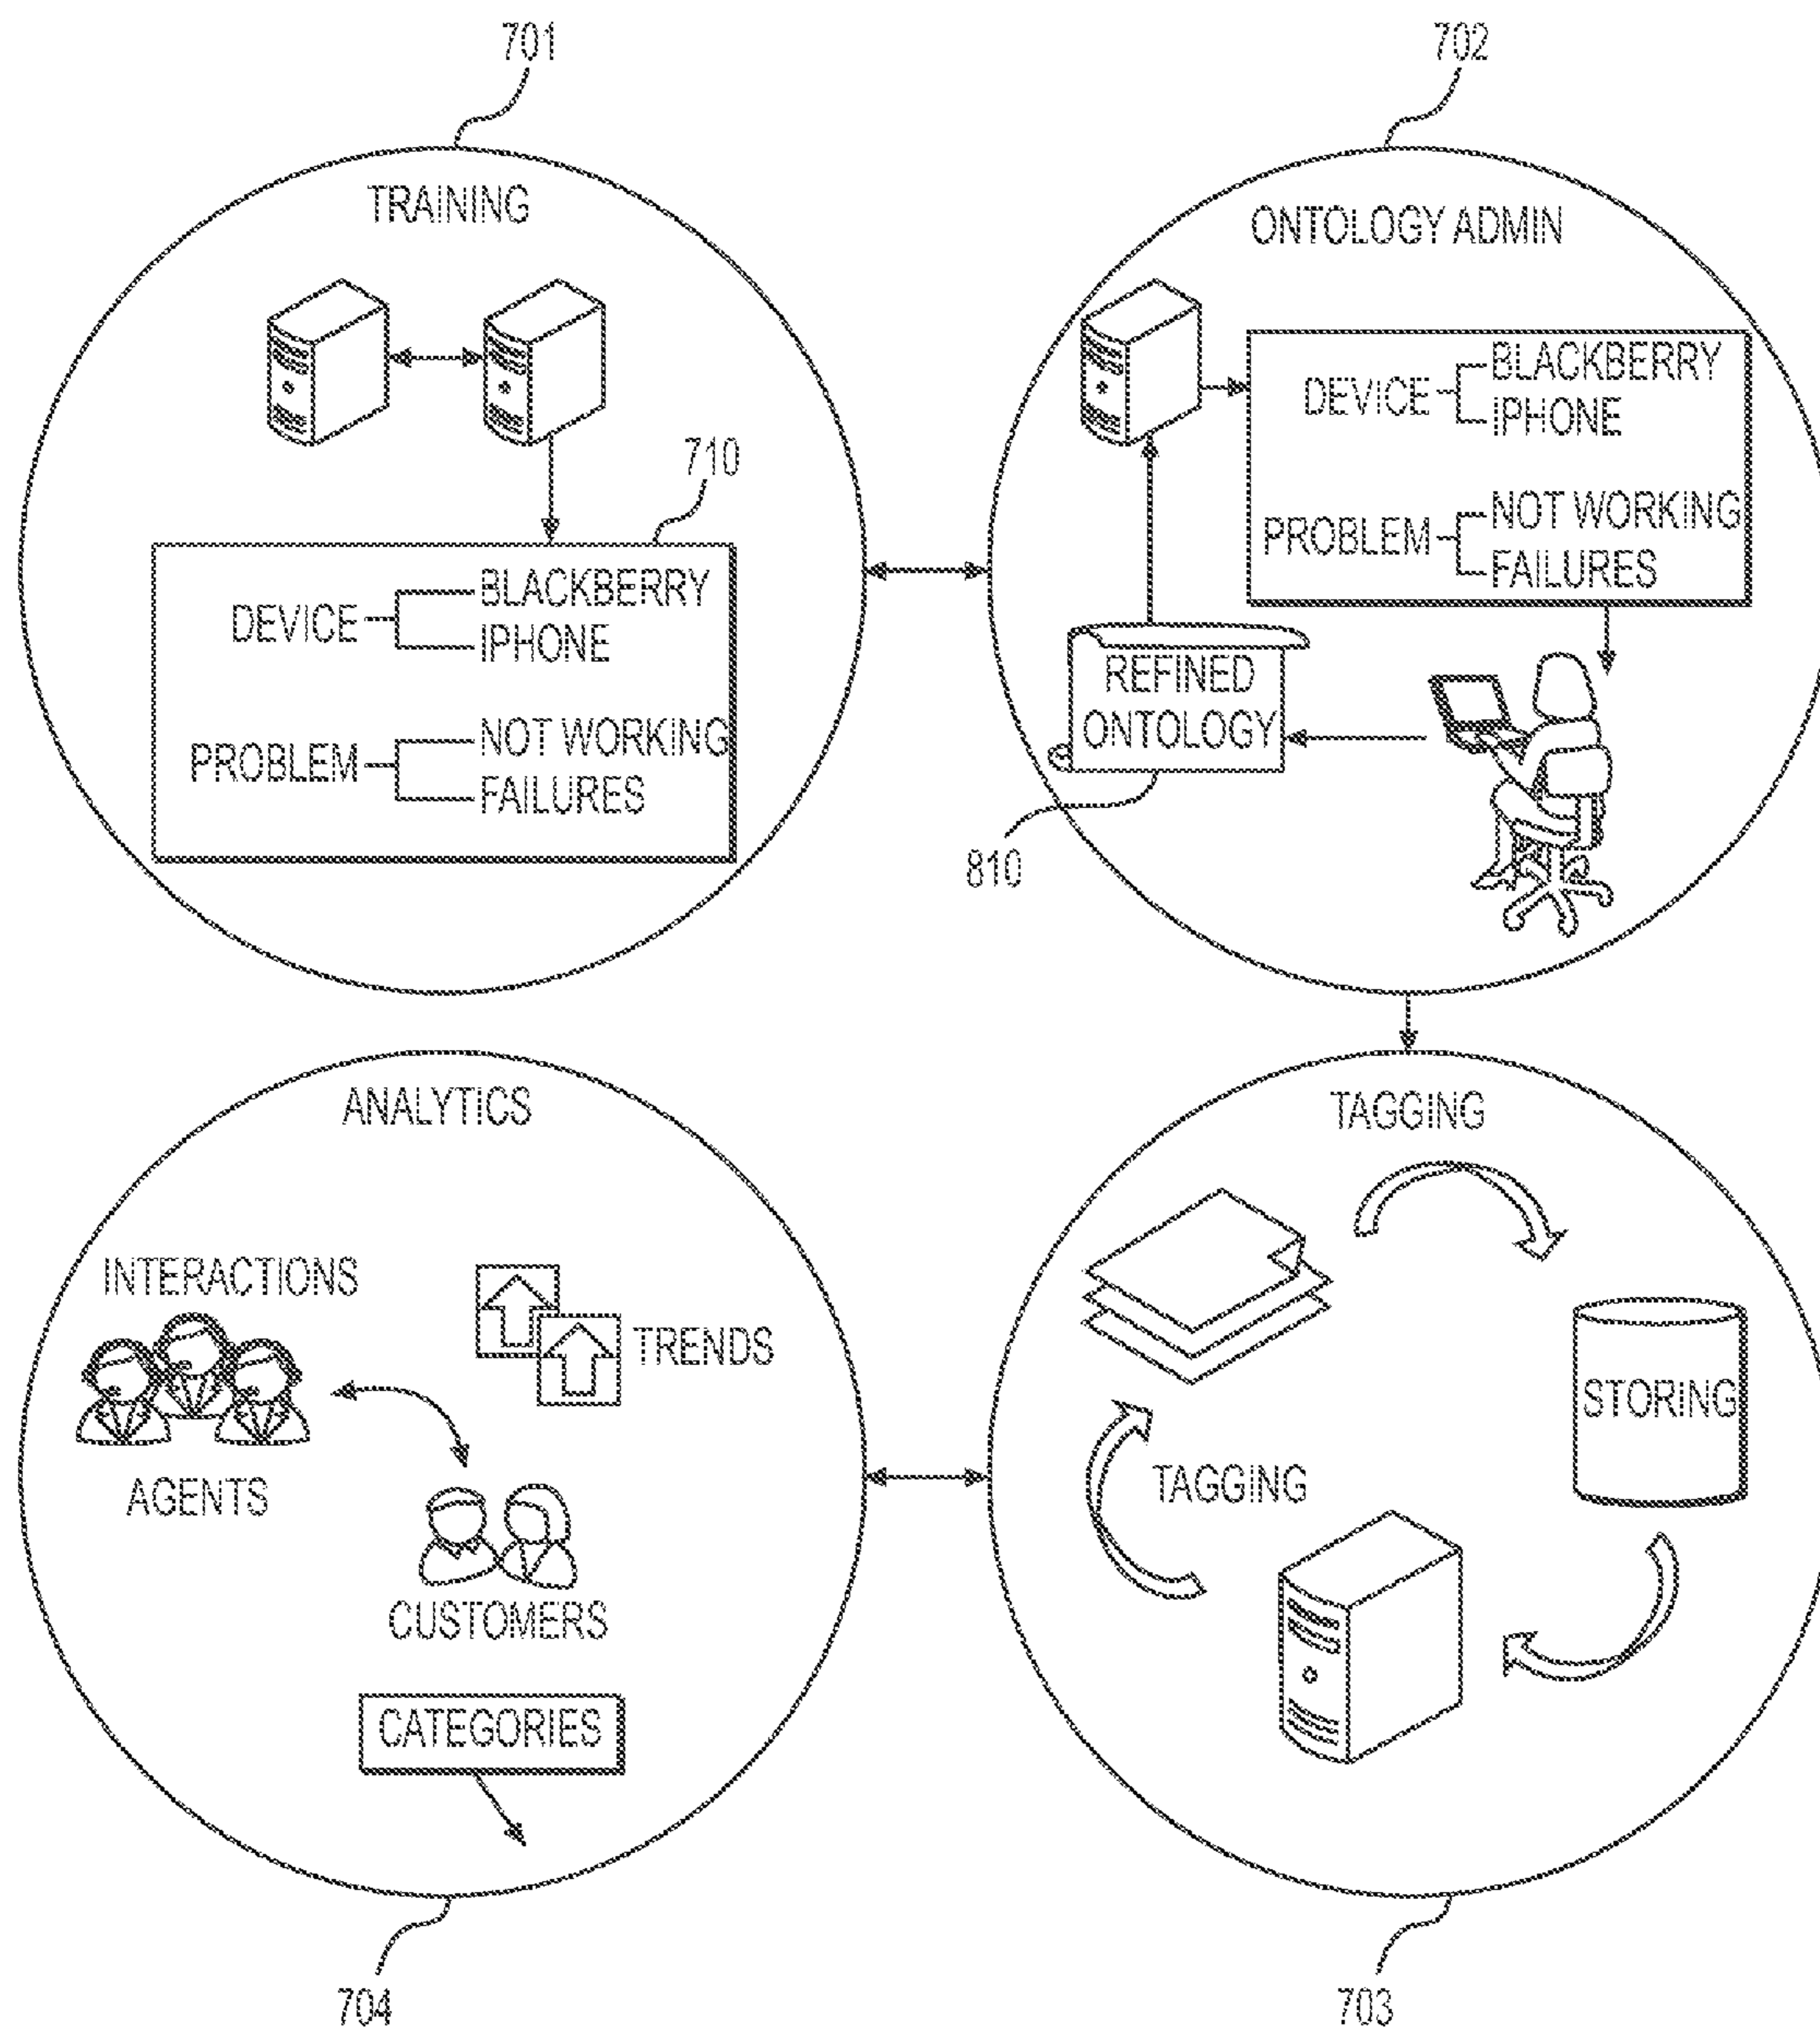 701
702
TRAINING
710
DEVICE
BLACKBERRY
IPHONE
PROBLEM
NOT WORKING
FAILURES
ONTOLOGY ADMIN
DEVICE
BLACKBERRY
IPHONE
PROBLEM
NOT WORKING
FAILURES
REFINED
ONTOLOGY
810
ANALYTICS
INTERACTIONS
TRENDS
AGENTS
CUSTOMERS
CATEGORIES
TAGGING
STORING
TAGGING
704
703